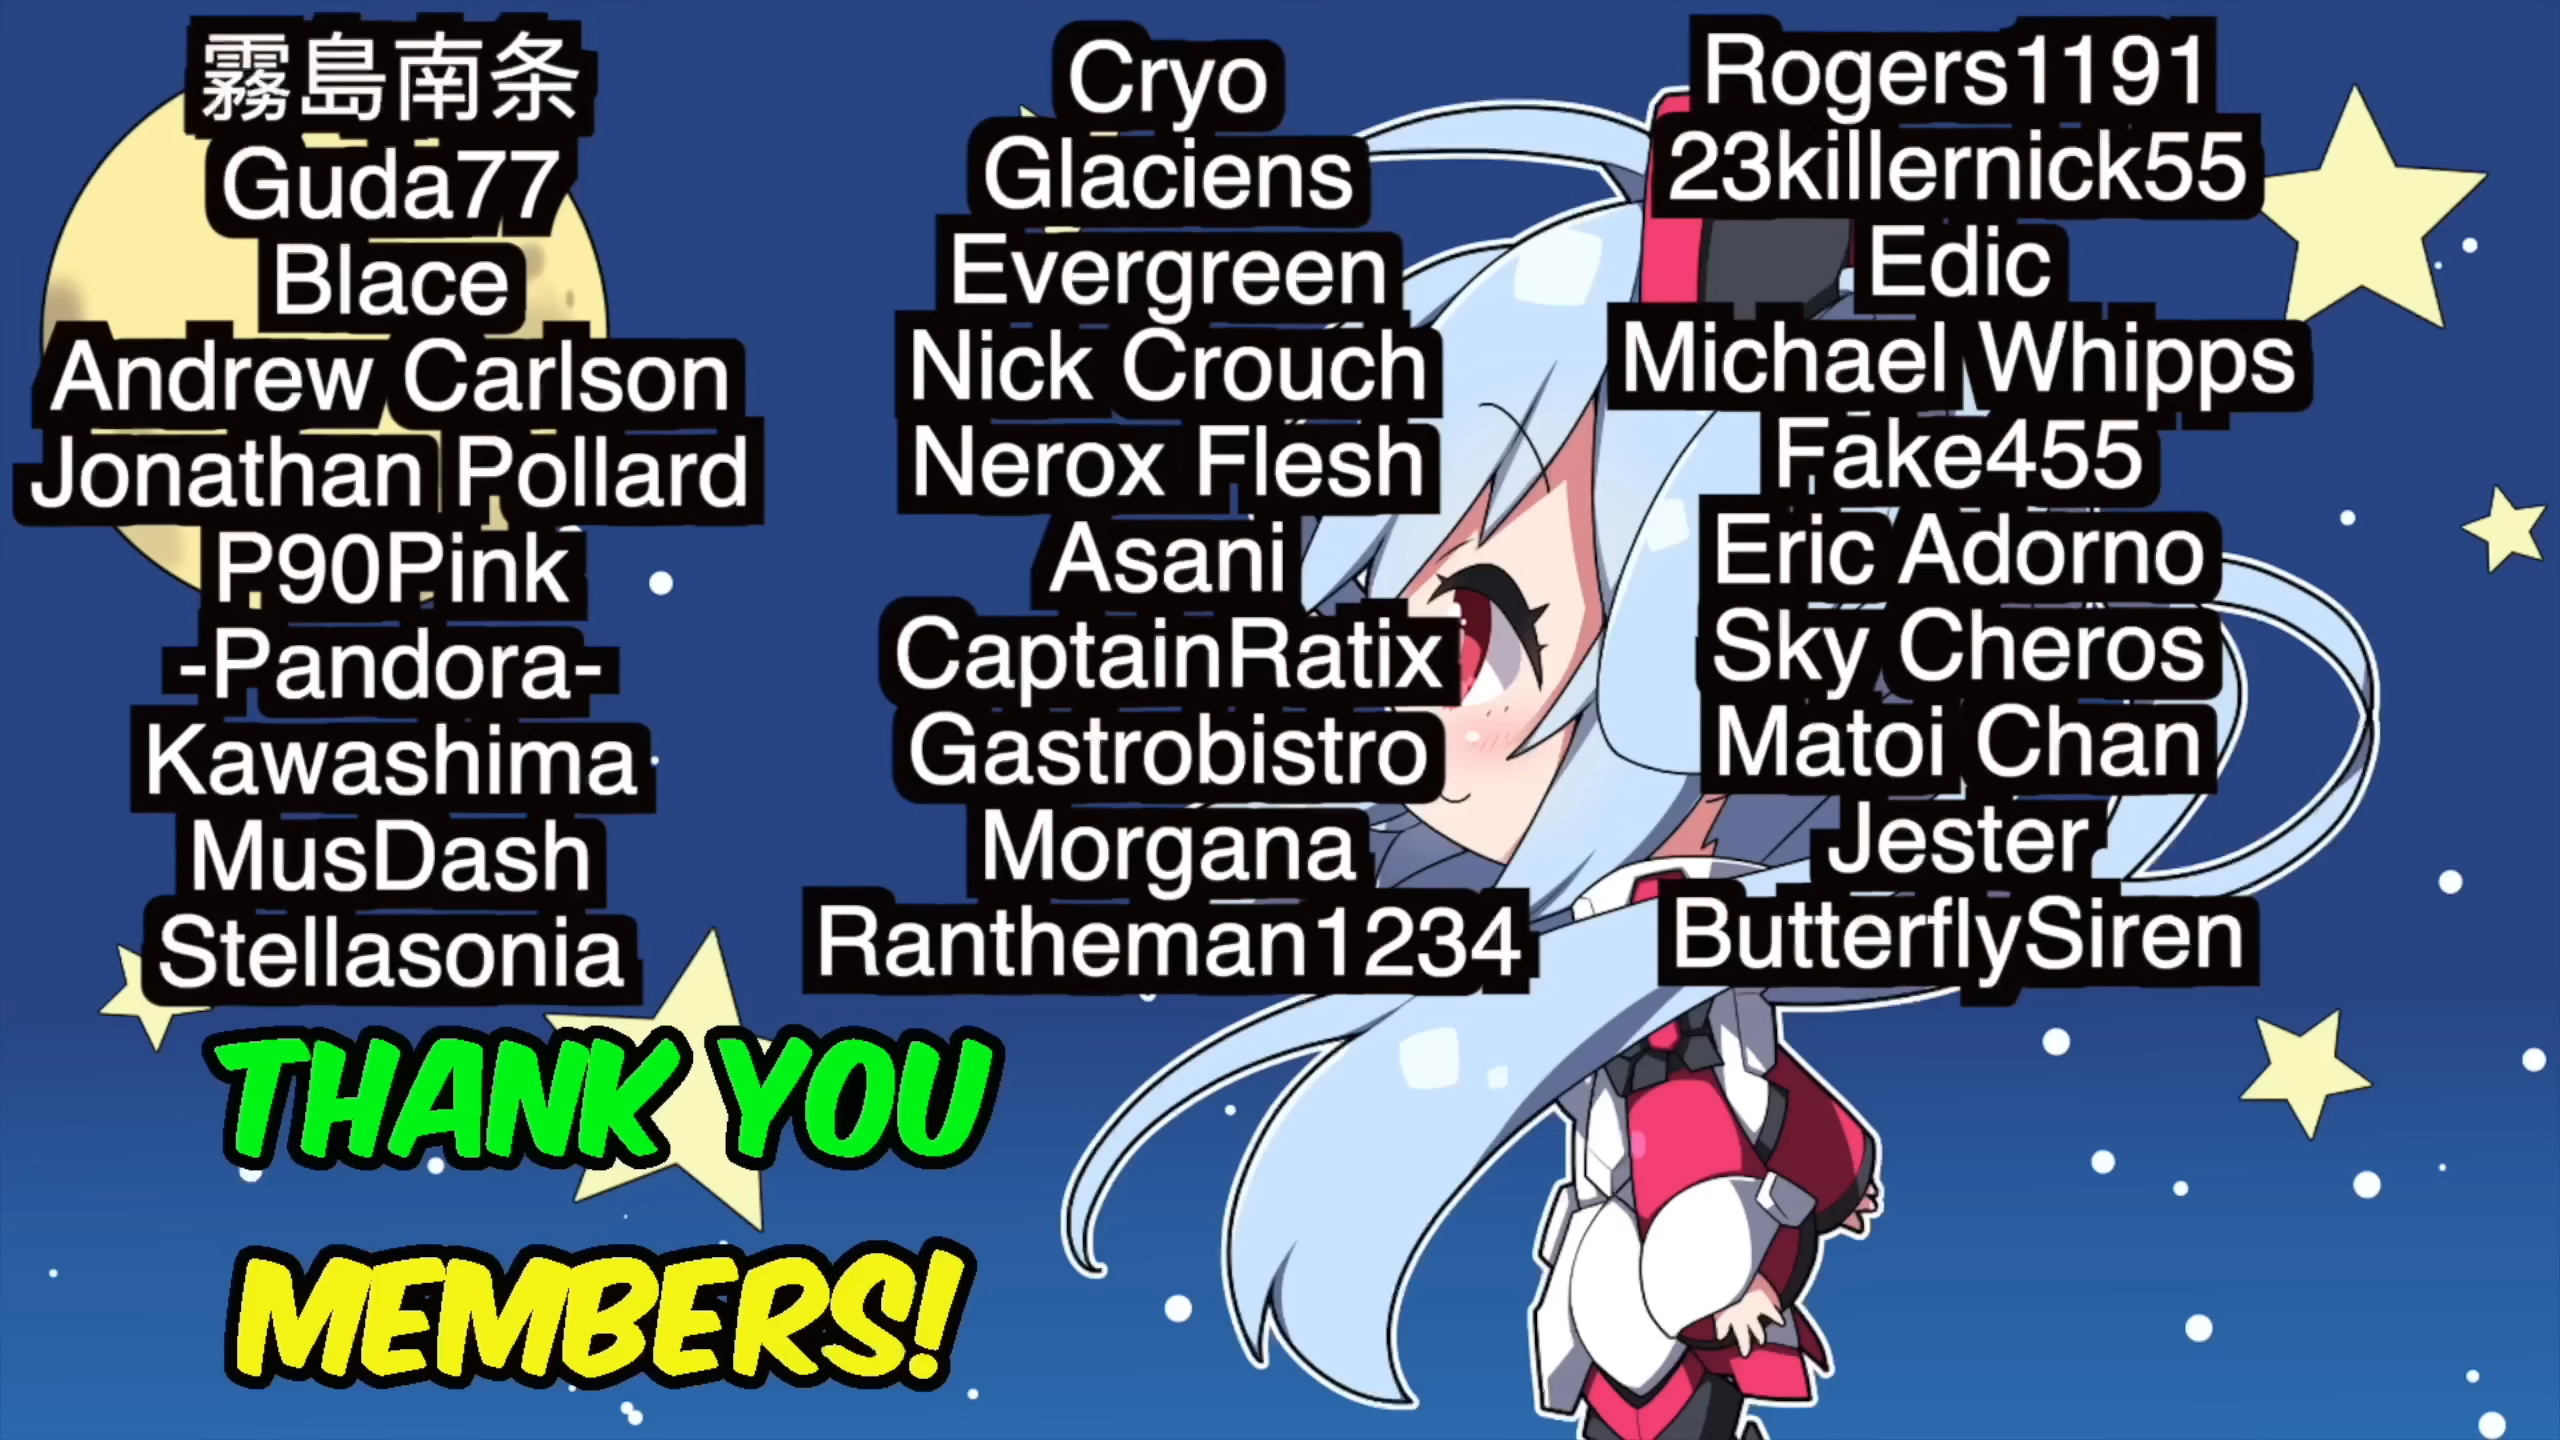 霧島南条
Guda77
Blace
Andrew Carlson
Jonathan Pollard
P90Pink
-Pandora-
Kawashima
MusDash
Stellasonia
Cryo
Glaciens
Evergreen
Nick Crouch
Nerox Flesh
Asani
CaptainRatix
Gastrobistro
Morgana
Rantheman1234
Rogers1191
23killernick55
Edic
Michael Whipps
Fake455
Eric Adorno
Sky Cheros
Matoi Chan
Jester
ButterflySiren
THANK YOU
MEMBERS!